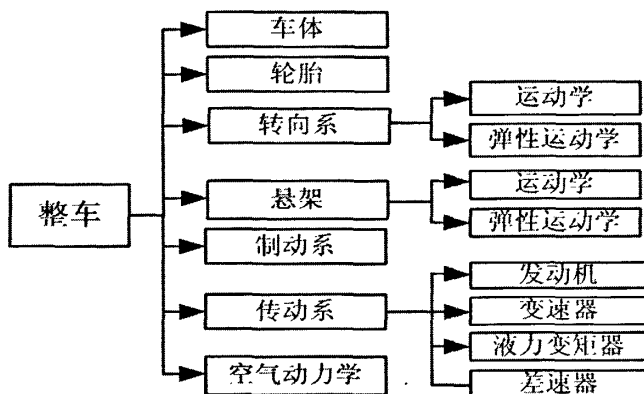 车体
轮胎
转向系
运动学
弹性运动学
整车
悬架
运动学
弹性运动学
制动系
传动系
发动机
变速器
液力变矩器
差速器
空气动力学